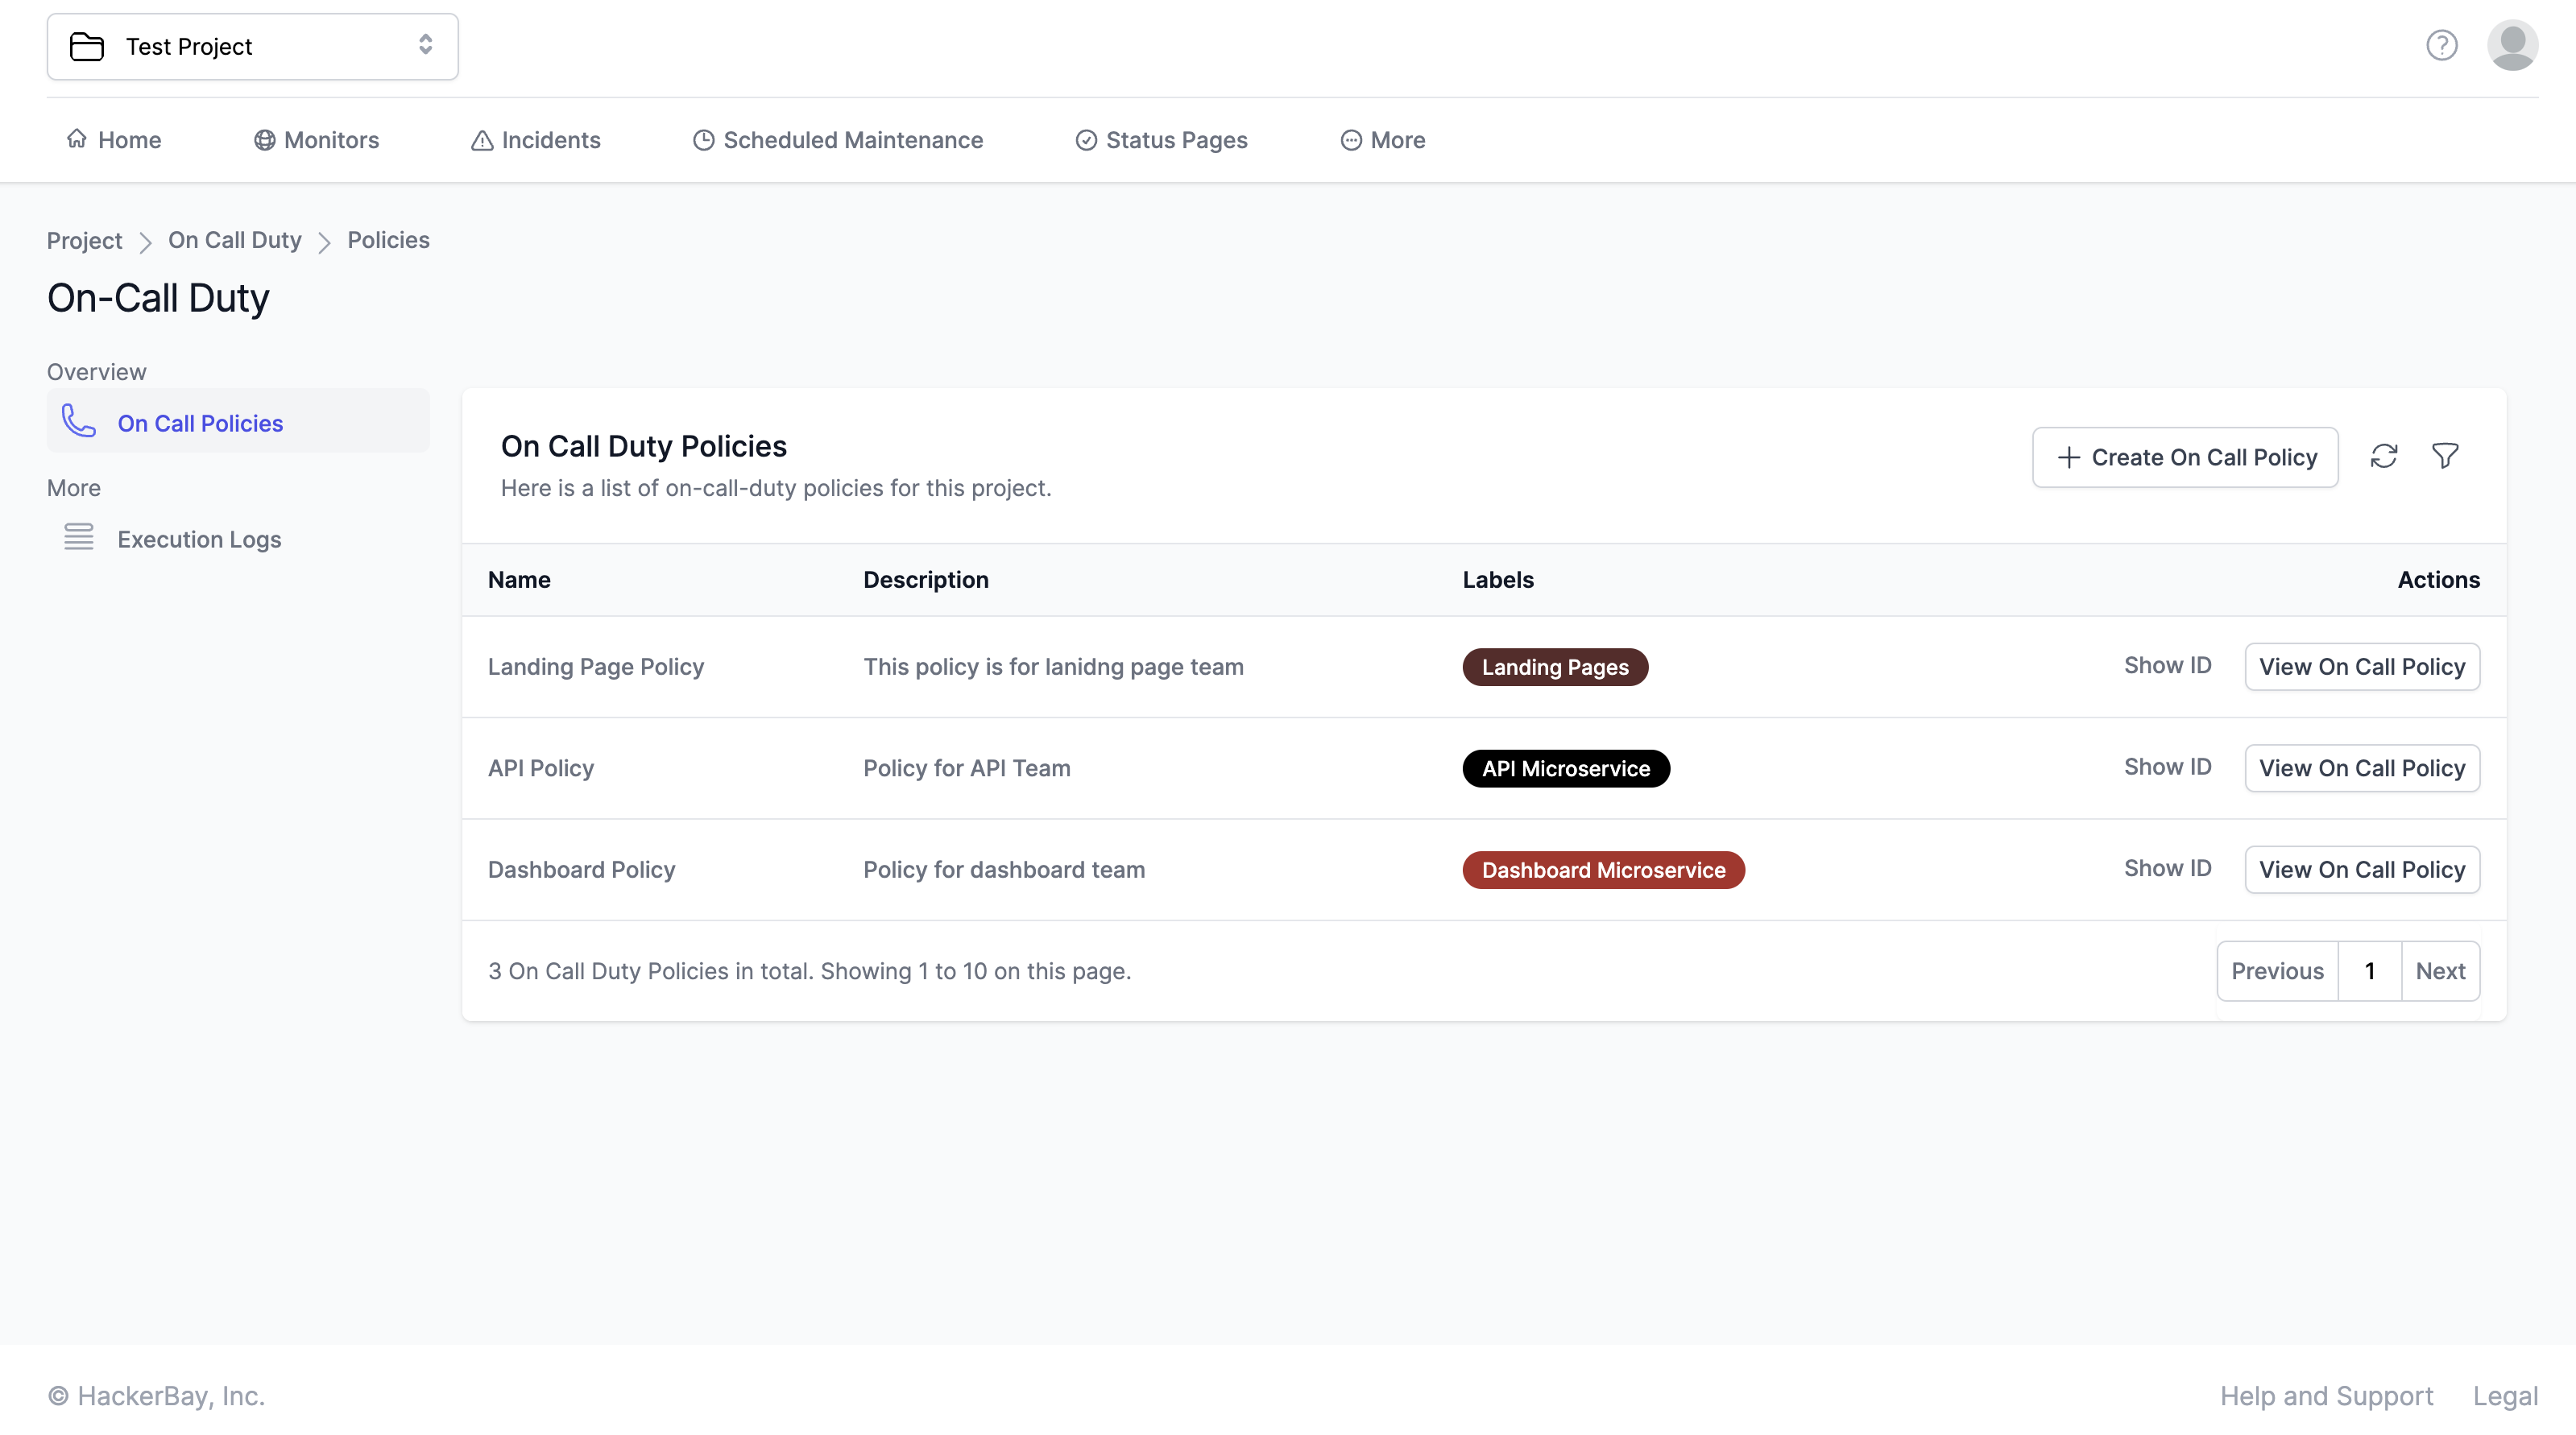 Test Project
Home Monitors Incidents Scheduled Maintenance Status Pages More
Project On Call Duty Policies
On-Call Duty
Overview
On Call Policies
More
Execution Logs
On Call Duty Policies
Here is a list of on-call-duty policies for this project.
Create On Call Policy
Name Description Labels Actions
Landing Page Policy This policy is for lanidng page team Landing Pages Show ID View On Call Policy
API Policy Policy for API Team API Microservice Show ID View On Call Policy
Dashboard Policy Policy for dashboard team Dashboard Microservice Show ID View On Call Policy
3 On Call Duty Policies in total. Showing 1 to 10 on this page.
Previous 1 Next
© HackerBay, Inc.
Help and Support Legal